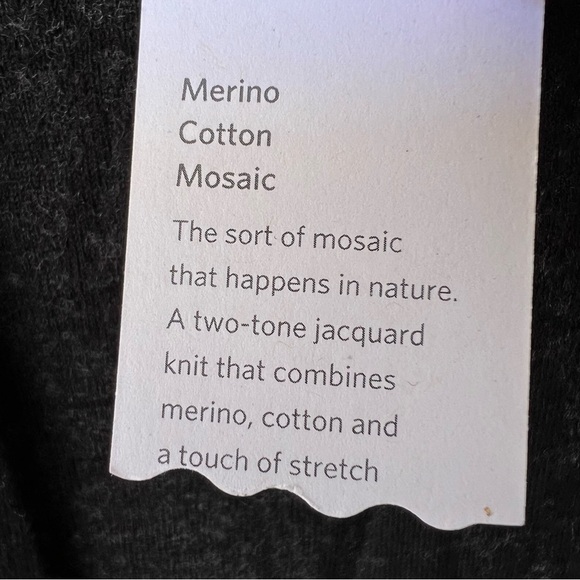 Merino
Cotton
Mosaic
The sort of mosaic
that happens in nature.
A two-tone jacquard
knit that combines
merino, cotton and
a touch of stretch